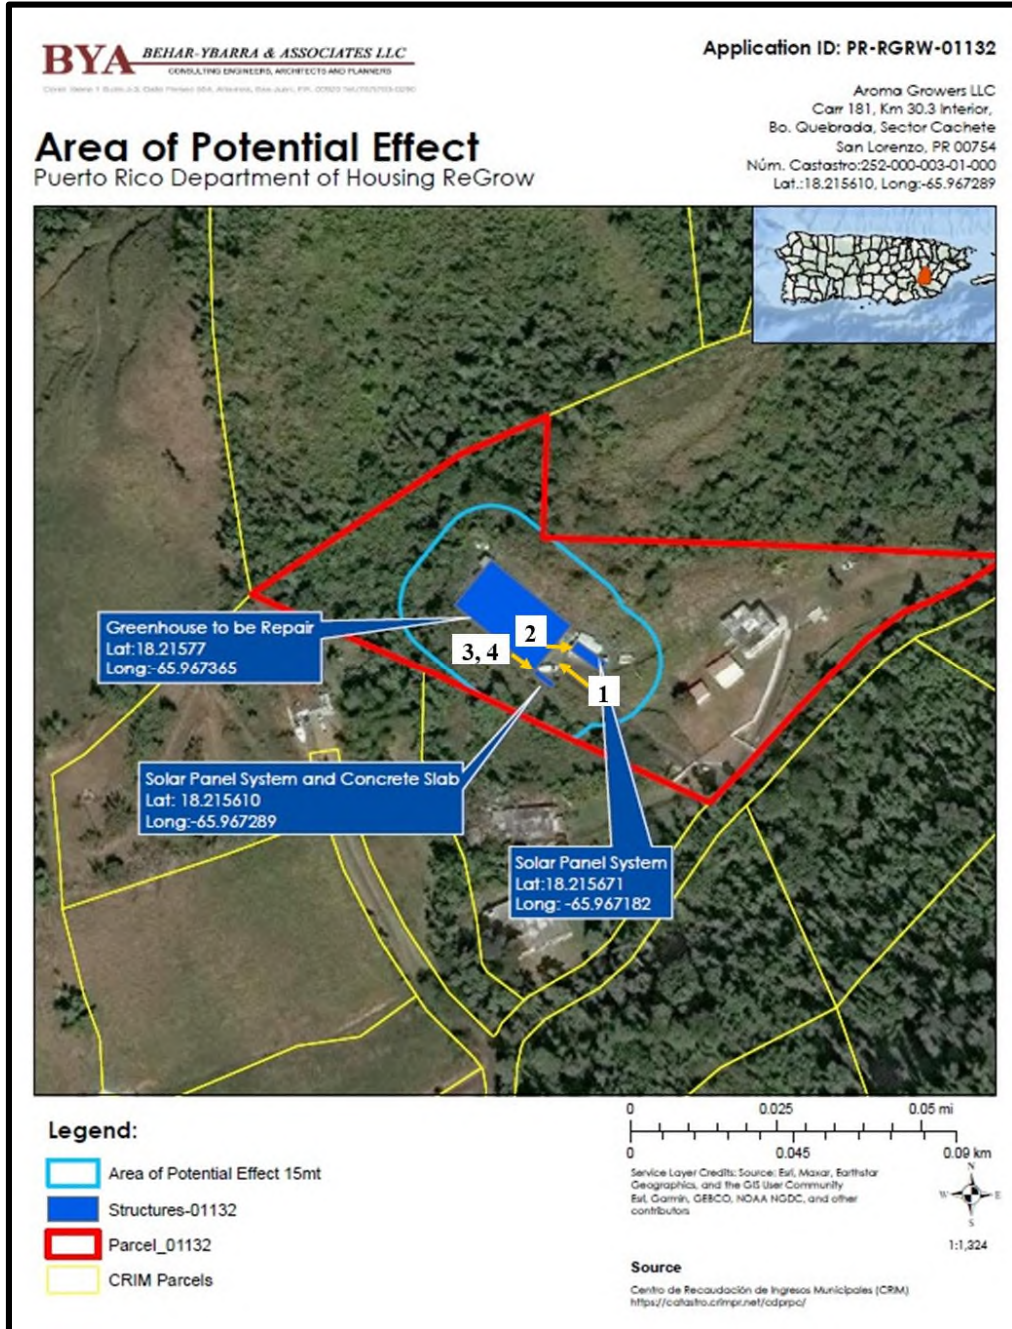 BYA BEHAR-YBARRA & ASSOCIATES LLC
CONSULTING ENGINEERS, ARCHITECTS AND PLANNERS
Application ID: PR-RGRW-01132
Aroma Growers LLC
Carr 181, Km 30.3 Interior,
Bo. Quebrada, Sector Cachete
San Lorenzo, PR 00754
Núm. Castastro:252-000-003-01-000
Lat.:18.215610, Long:-65.967289
Area of Potential Effect
Puerto Rico Department of Housing ReGrow
Greenhouse to be Repair
Lat:18.21577
Long:-65.967365
2
3, 4
1
Solar Panel System and Concrete Slab
Lat: 18.215610
Long:-65.967289
Solar Panel System
Lat:18.215671
Long: -65.967182
Legend:
Area of Potential Effect 15mt
Structures-01132
Parcel_01132
CRIM Parcels
0 0.025 0.05 mi
0 0.045 0.09 km
Service Layer Credits: Source: Esri, Maxar, Earthstar
Geographics, and the GIS User Community
Esri, Garmin, GEBCO, NOAA NGDC, and other
contributors
N
W E
S
1:1,324
Source
Centro de Recaudación de Ingresos Municipales (CRIM)
https://catastro.crimpr.net/cdprpc/